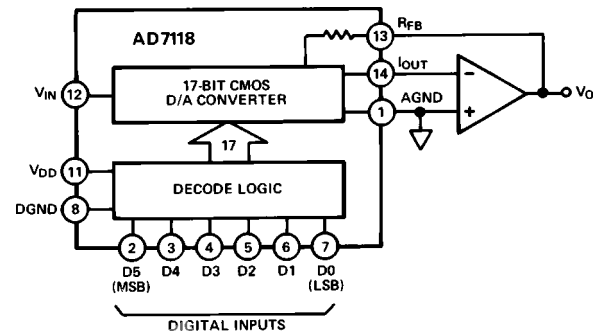 AD7118
13
RFB
17-BIT CMOS
D/A CONVERTER
VIN
12
14
IOUT
−
1
AGND
+
VO
17
VDD
11
DECODE LOGIC
DGND
8
2
3
4
5
6
7
D5
(MSB)
D4
D3
D2
D1
D0
(LSB)
DIGITAL INPUTS